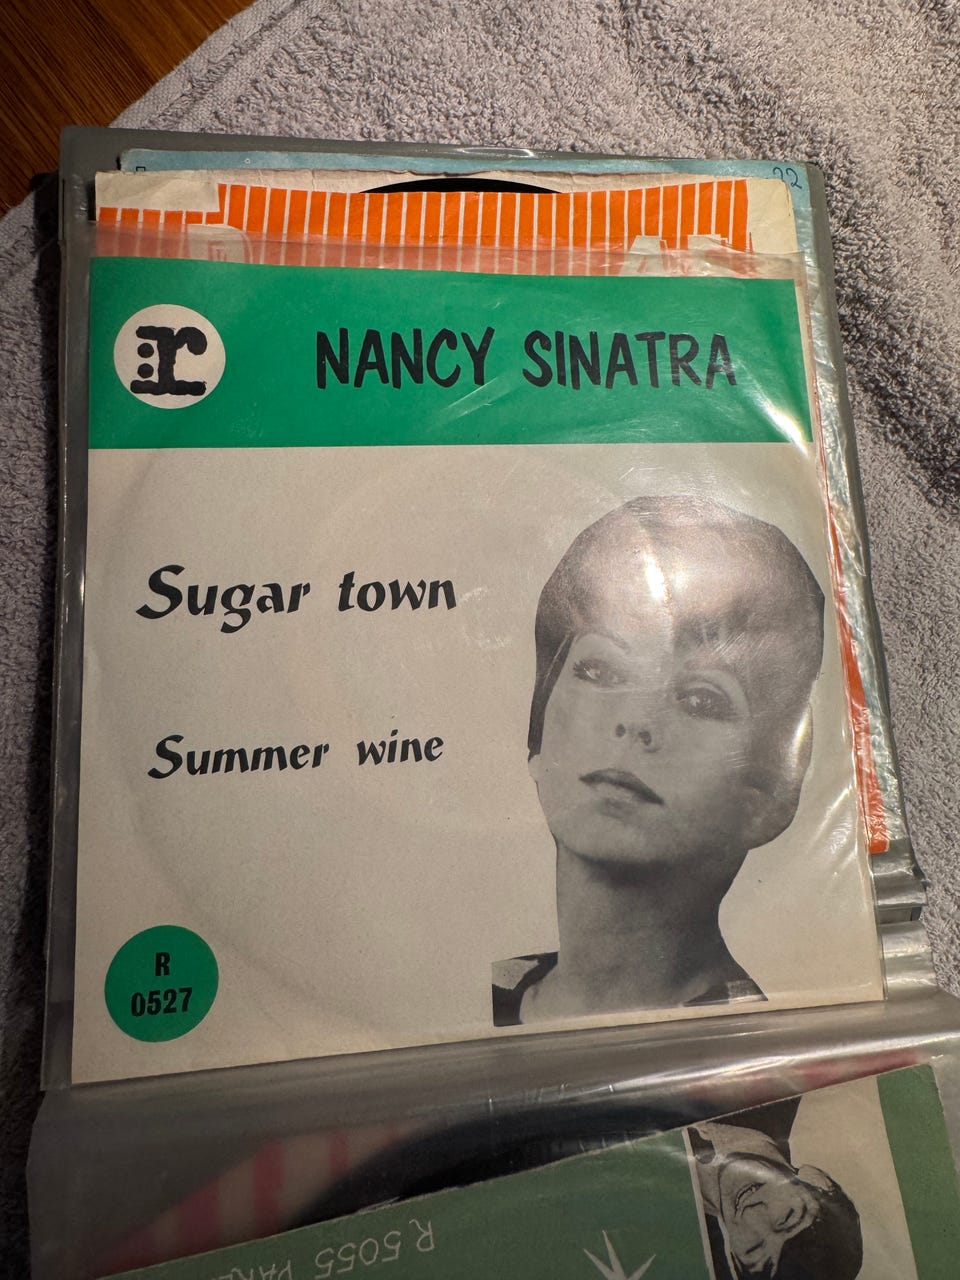 22
r:
NANCY SINATRA
Sugar town
Summer wine
R
0527
R 5055